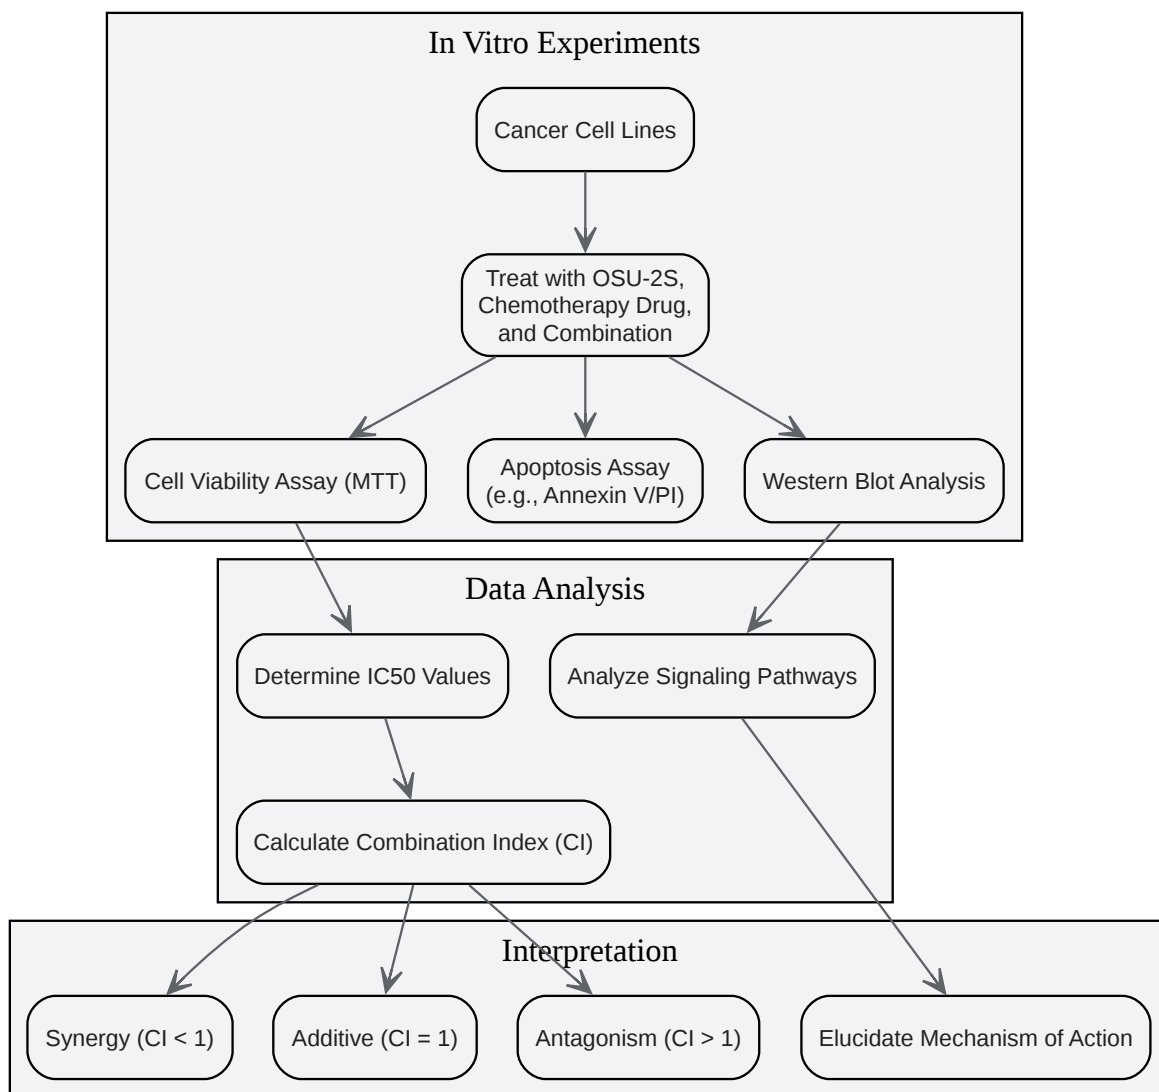 In Vitro Experiments
Cancer Cell Lines
Treat with OSU-2S,
Chemotherapy Drug,
and Combination
Cell Viability Assay (MTT)
Apoptosis Assay
(e.g., Annexin V/PI)
Western Blot Analysis
Data Analysis
Determine IC50 Values
Analyze Signaling Pathways
Calculate Combination Index (CI)
Interpretation
Synergy (CI < 1)
Additive (CI = 1)
Antagonism (CI > 1)
Elucidate Mechanism of Action